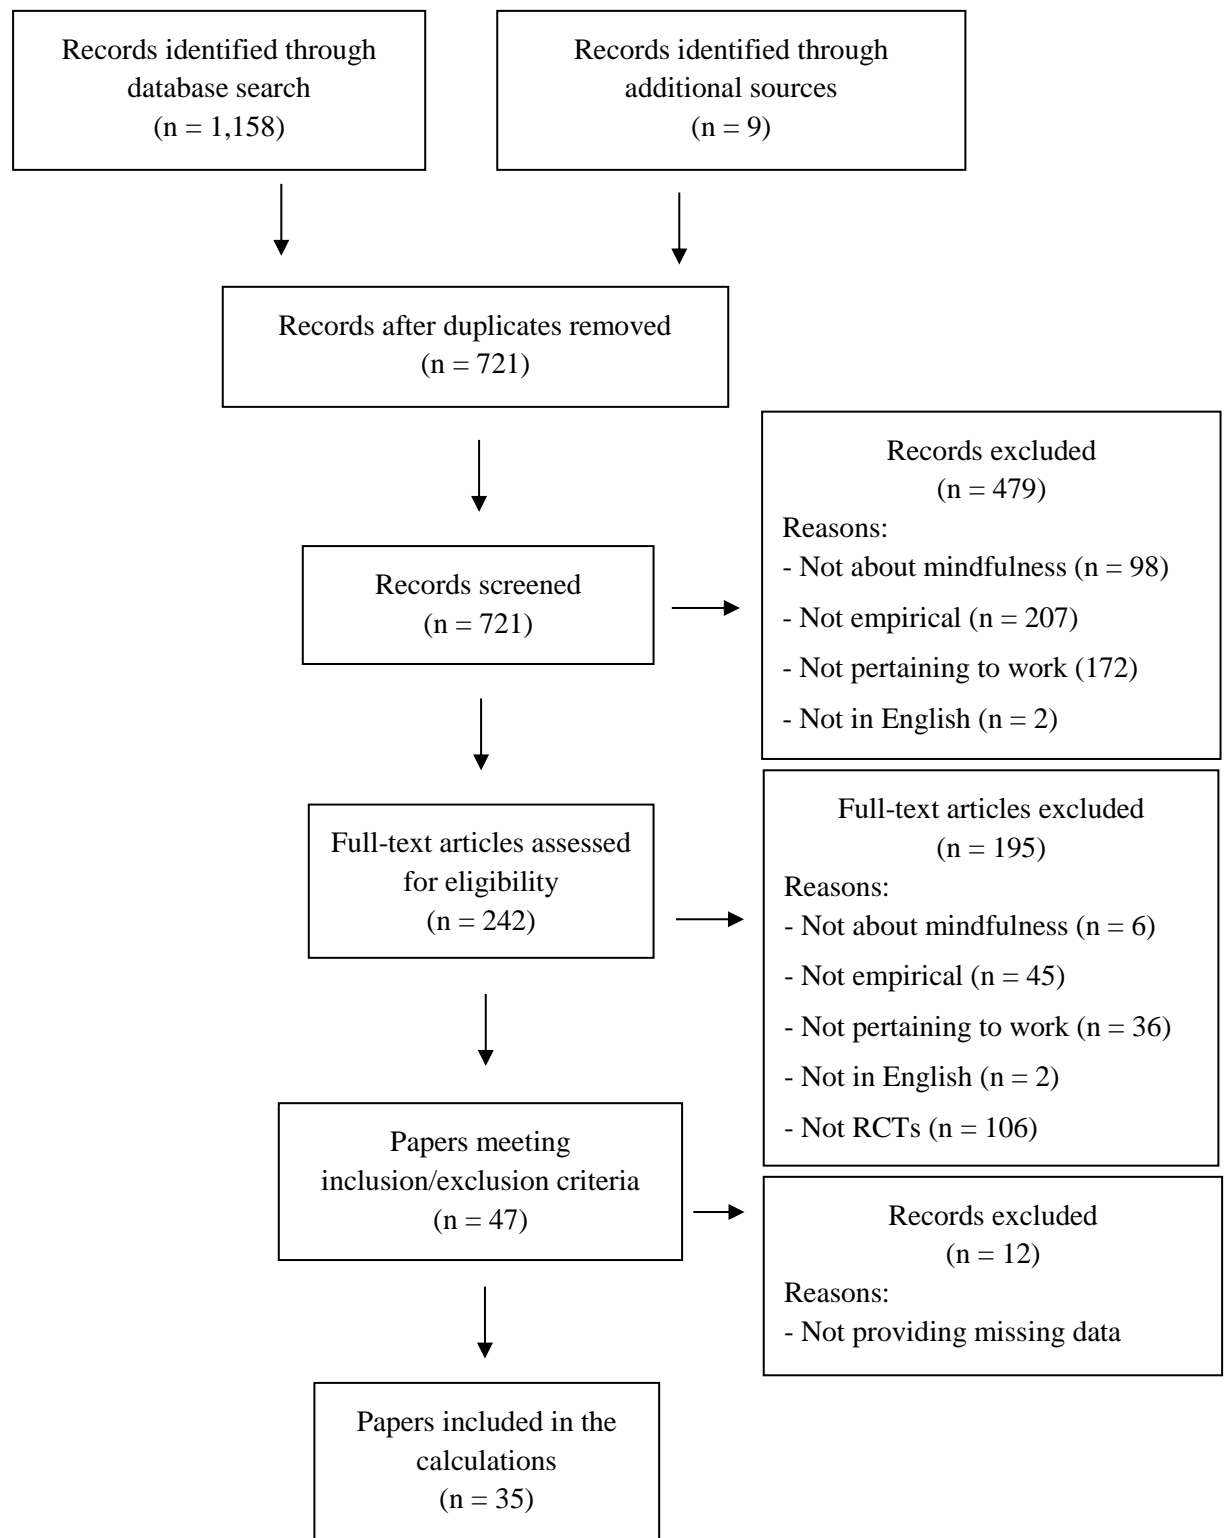 Records identified through
database search
(n = 1,158)
Records identified through
additional sources
(n = 9)
Records after duplicates removed
(n = 721)
Records screened
(n = 721)
Records excluded
(n = 479)
Reasons:
- Not about mindfulness (n = 98)
- Not empirical (n = 207)
- Not pertaining to work (172)
- Not in English (n = 2)
Full-text articles assessed
for eligibility
(n = 242)
Full-text articles excluded
(n = 195)
Reasons:
- Not about mindfulness (n = 6)
- Not empirical (n = 45)
- Not pertaining to work (n = 36)
- Not in English (n = 2)
- Not RCTs (n = 106)
Papers meeting
inclusion/exclusion criteria
(n = 47)
Records excluded
(n = 12)
Reasons:
- Not providing missing data
Papers included in the
calculations
(n = 35)